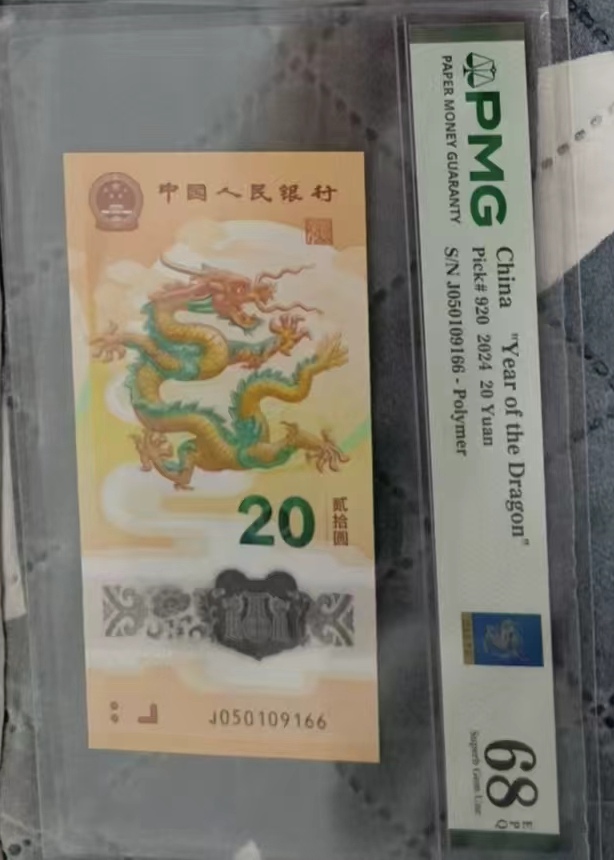 中国人民银行
20
贰拾圆
J050109166
PMG
PAPER MONEY GUARANTY
China "Year of the Dragon"
Pick# 920 2024 20 Yuan
S/N J050109166 - Polymer
68
EPQ
Superb Gem Unc